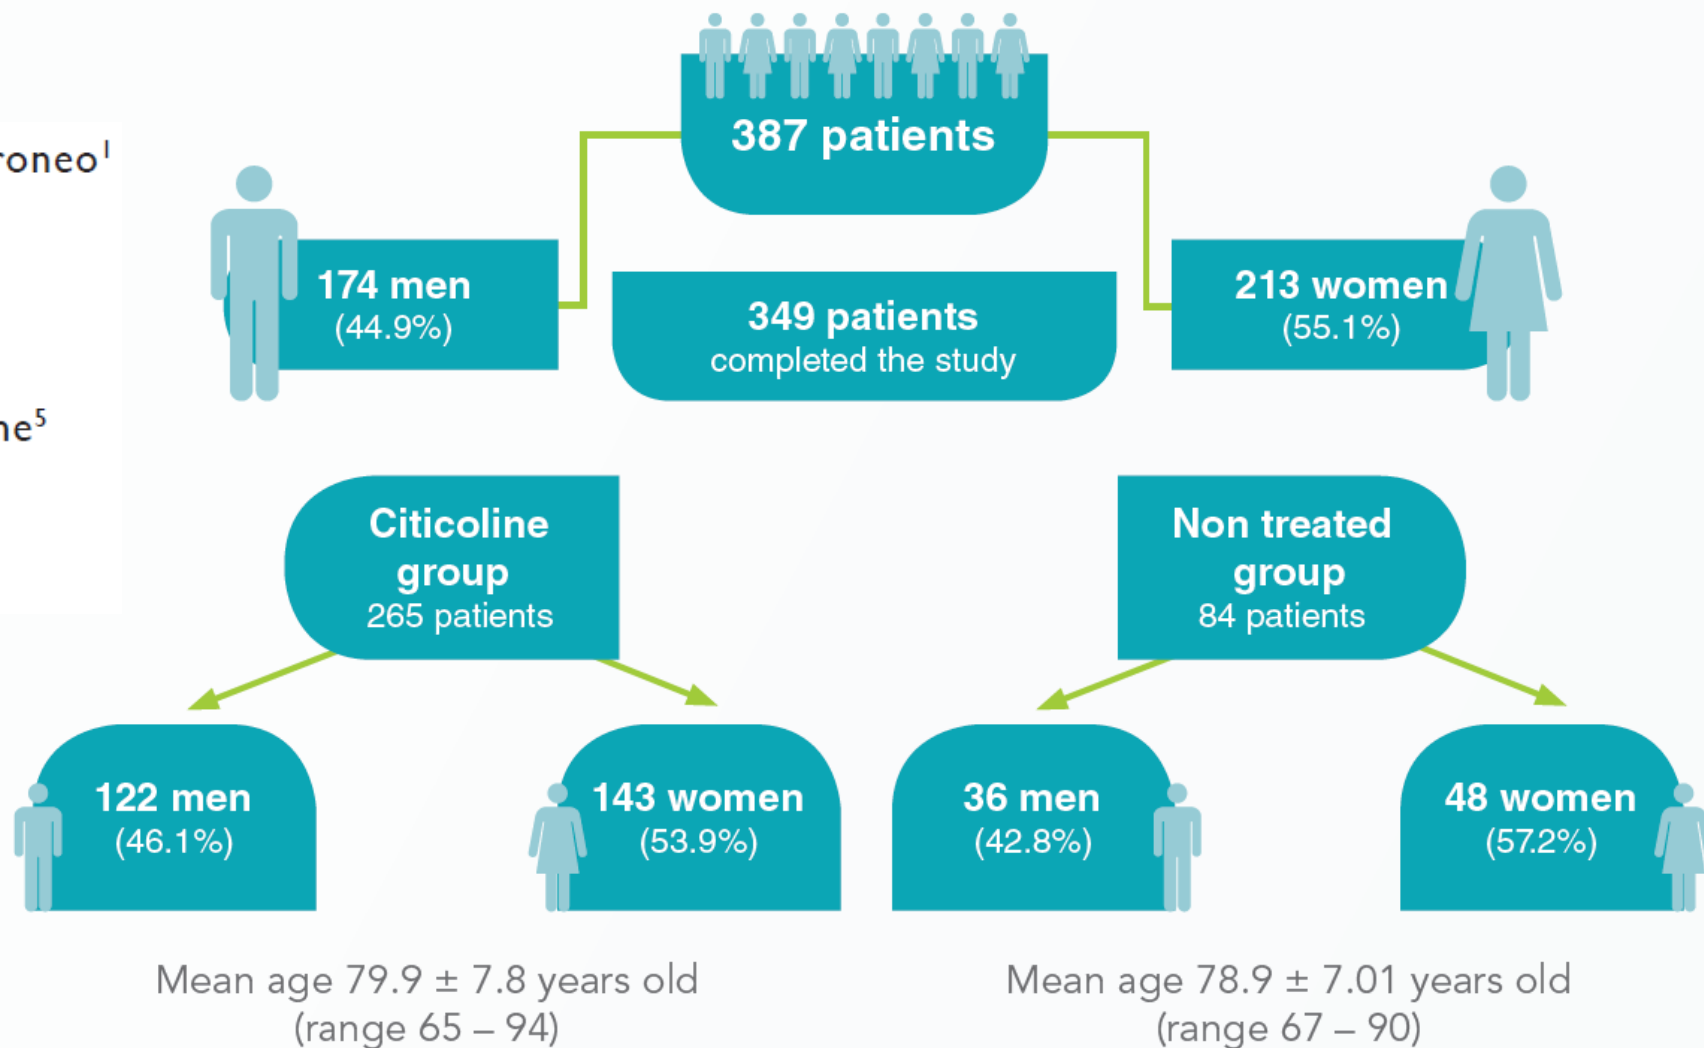 387 patients
174 men
(44.9%)
349 patients
completed the study
213 women
(55.1%)
Citicoline
group
265 patients
Non treated
group
84 patients
122 men
(46.1%)
143 women
(53.9%)
36 men
(42.8%)
48 women
(57.2%)
Mean age 79.9 ± 7.8 years old
(range 65 – 94)
Mean age 78.9 ± 7.01 years old
(range 67 – 90)